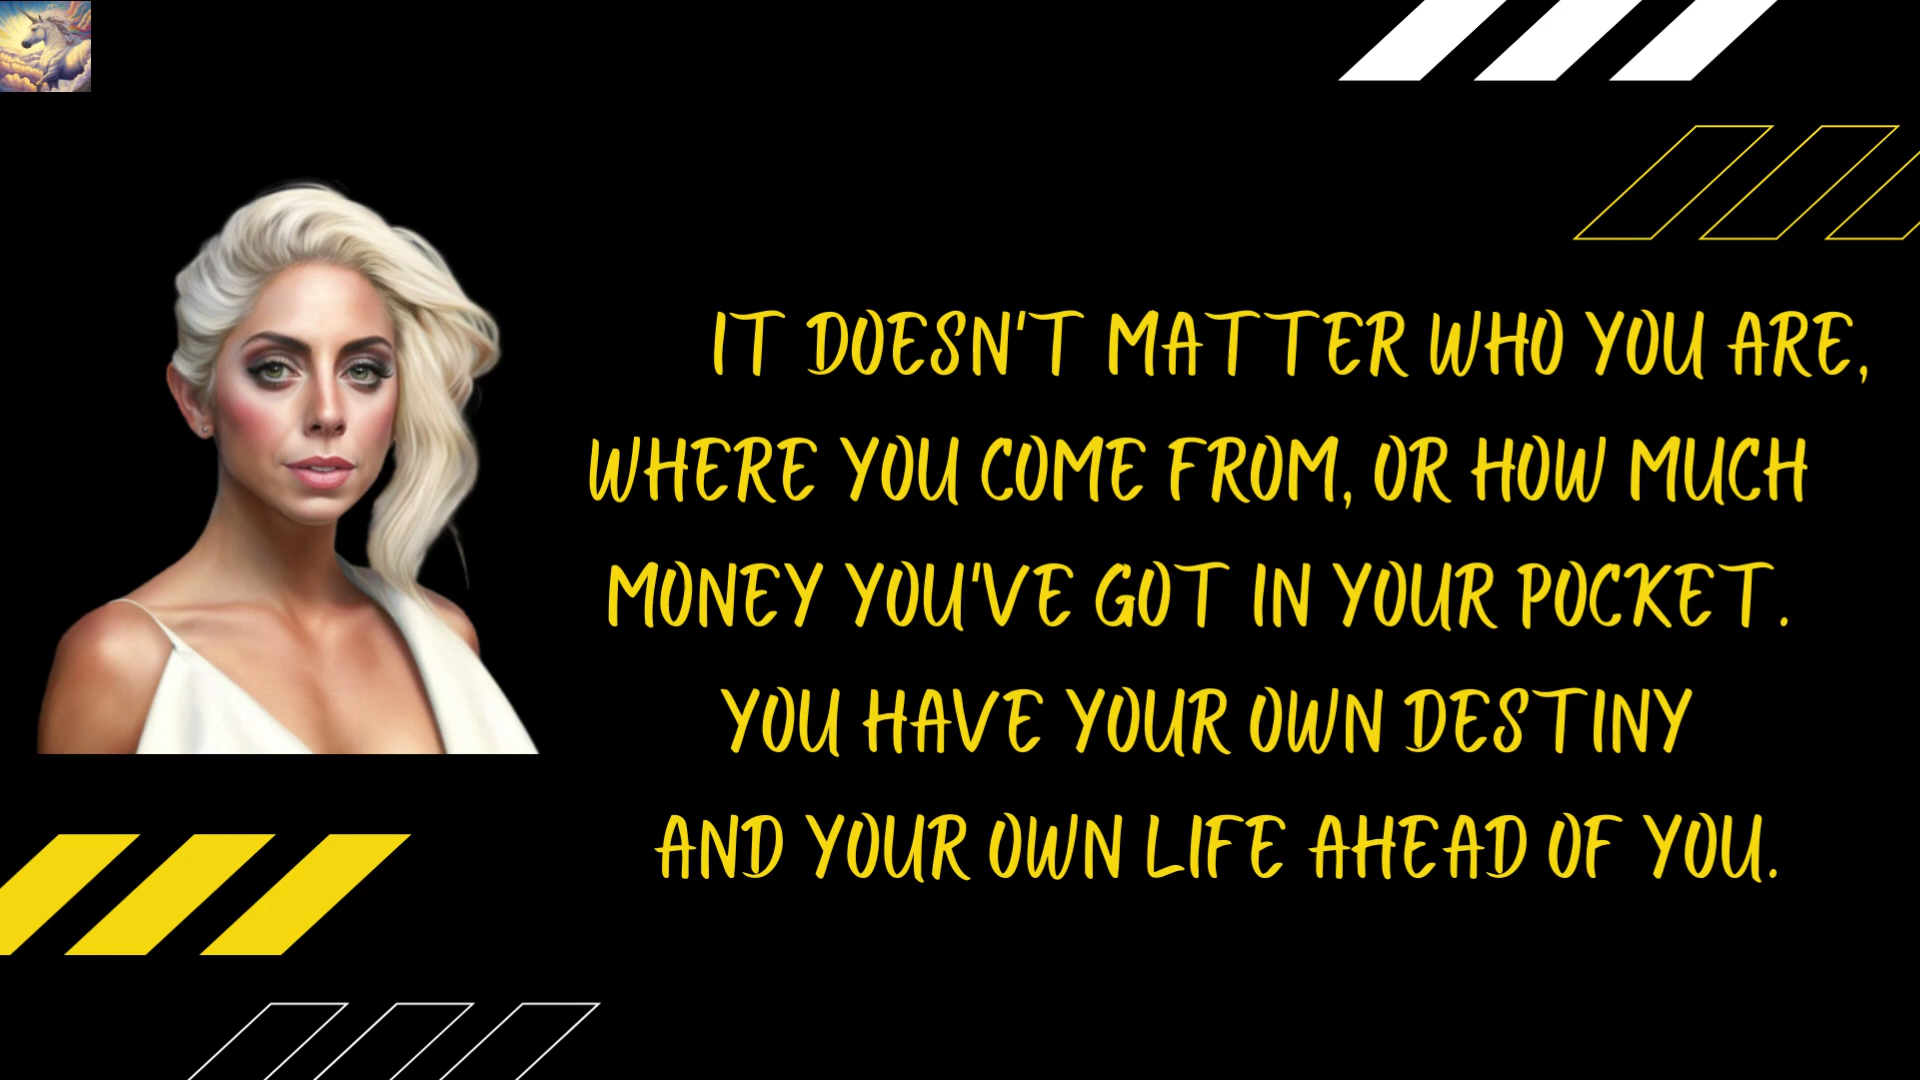 IT DOESN'T MATTER WHO YOU ARE,
WHERE YOU COME FROM, OR HOW MUCH
MONEY YOU'VE GOT IN YOUR POCKET.
YOU HAVE YOUR OWN DESTINY
AND YOUR OWN LIFE AHEAD OF YOU.